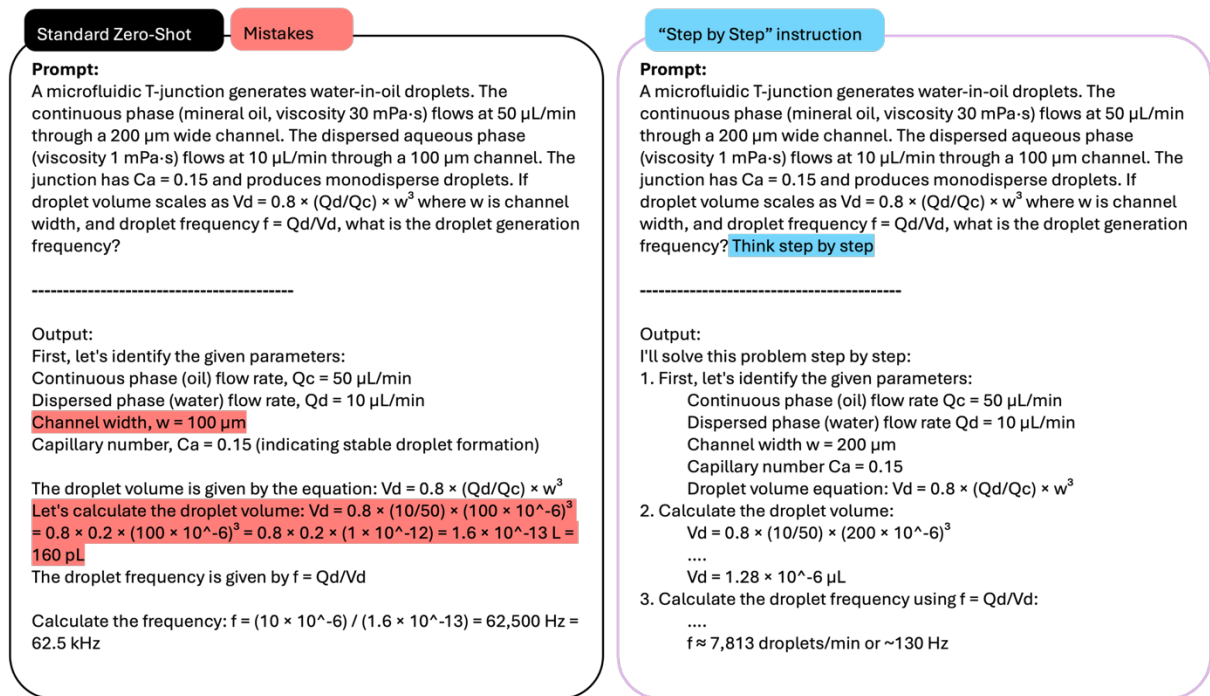 Standard Zero-Shot
Mistakes
Prompt:
A microfluidic T-junction generates water-in-oil droplets. The
continuous phase (mineral oil, viscosity 30 mPa·s) flows at 50 µL/min
through a 200 µm wide channel. The dispersed aqueous phase
(viscosity 1 mPa·s) flows at 10 µL/min through a 100 µm channel. The
junction has Ca = 0.15 and produces monodisperse droplets. If
droplet volume scales as Vd = 0.8 × (Qd/Qc) × w³ where w is channel
width, and droplet frequency f = Qd/Vd, what is the droplet generation
frequency?
------------------------------------------
Output:
First, let's identify the given parameters:
Continuous phase (oil) flow rate, Qc = 50 µL/min
Dispersed phase (water) flow rate, Qd = 10 µL/min
Channel width, w = 100 µm
Capillary number, Ca = 0.15 (indicating stable droplet formation)
The droplet volume is given by the equation: Vd = 0.8 × (Qd/Qc) × w³
Let's calculate the droplet volume: Vd = 0.8 × (10/50) × (100 × 10^-6)³
= 0.8 × 0.2 × (100 × 10^-6)³ = 0.8 × 0.2 × (1 × 10^-12) = 1.6 × 10^-13 L =
160 pL
The droplet frequency is given by f = Qd/Vd
Calculate the frequency: f = (10 × 10^-6) / (1.6 × 10^-13) = 62,500 Hz =
62.5 kHz
“Step by Step” instruction
Prompt:
A microfluidic T-junction generates water-in-oil droplets. The
continuous phase (mineral oil, viscosity 30 mPa·s) flows at 50 µL/min
through a 200 µm wide channel. The dispersed aqueous phase
(viscosity 1 mPa·s) flows at 10 µL/min through a 100 µm channel. The
junction has Ca = 0.15 and produces monodisperse droplets. If
droplet volume scales as Vd = 0.8 × (Qd/Qc) × w³ where w is channel
width, and droplet frequency f = Qd/Vd, what is the droplet generation
frequency? Think step by step
------------------------------------------
Output:
I'll solve this problem step by step:
1. First, let's identify the given parameters:
Continuous phase (oil) flow rate Qc = 50 µL/min
Dispersed phase (water) flow rate Qd = 10 µL/min
Channel width w = 200 µm
Capillary number Ca = 0.15
Droplet volume equation: Vd = 0.8 × (Qd/Qc) × w³
2. Calculate the droplet volume:
Vd = 0.8 × (10/50) × (200 × 10^-6)³
....
Vd = 1.28 × 10^-6 µL
3. Calculate the droplet frequency using f = Qd/Vd:
....
f ≈ 7,813 droplets/min or ~130 Hz